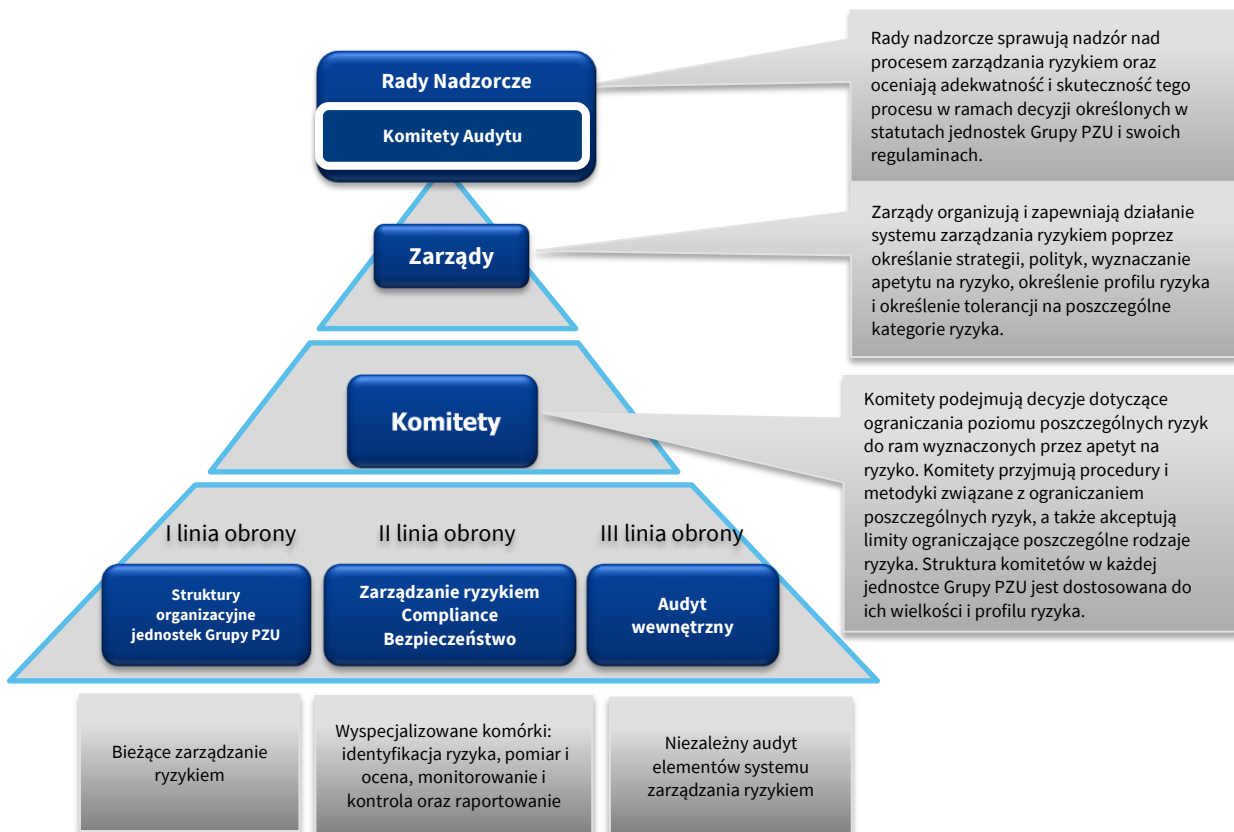 Rady Nadzorcze
Komitety Audytu
Rady nadzorcze sprawują nadzór nad
procesem zarządzania ryzykiem oraz
oceniają adekwatność i skuteczność tego
procesu w ramach decyzji określonych w
statutach jednostek Grupy PZU i swoich
regulaminach.
Zarządy
Zarządy organizują i zapewniają działanie
systemu zarządzania ryzykiem poprzez
określanie strategii, polityk, wyznaczanie
apetytu na ryzyko, określenie profilu ryzyka
i określenie tolerancji na poszczególne
kategorie ryzyka.
Komitety
Komitety podejmują decyzje dotyczące
ograniczania poziomu poszczególnych ryzyk
do ram wyznaczonych przez apetyt na
ryzyko. Komitety przyjmują procedury i
metodyki związane z ograniczaniem
poszczególnych ryzyk, a także akceptują
limity ograniczające poszczególne rodzaje
ryzyka. Struktura komitetów w każdej
jednostce Grupy PZU jest dostosowana do
ich wielkości i profilu ryzyka.
I linia obrony
Struktury
organizacyjne
jednostek Grupy PZU
Bieżące zarządzanie
ryzykiem
II linia obrony
Zarządzanie ryzykiem
Compliance
Bezpieczeństwo
Wyspecjalizowane komórki:
identyfikacja ryzyka, pomiar i
ocena, monitorowanie i
kontrola oraz raportowanie
III linia obrony
Audyt
wewnętrzny
Niezależny audyt
elementów systemu
zarządzania ryzykiem